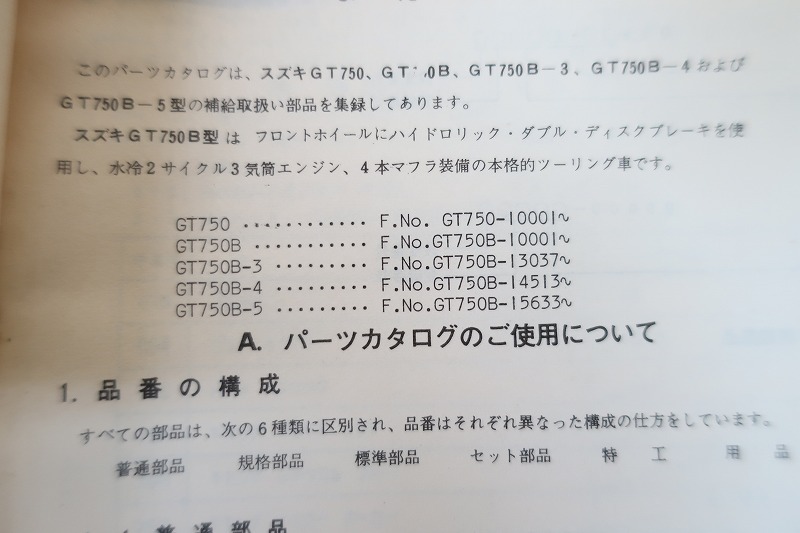 このパーツカタログは、スズキGT750、GT750B、GT750B－3、GT750B－4および
GT750B－5型の補給取扱い部品を集録してあります。
スズキGT750B型は フロントホイールにハイドロリック・ダブル・ディスクブレーキを使
用し、水冷2サイクル3気筒エンジン、4本マフラ装備の本格的ツーリング車です。
GT750 ············ F.No. GT750-10001~
GT750B ··········· F.No.GT750B-10001~
GT750B-3 ········· F.No.GT750B-13037~
GT750B-4 ········· F.No.GT750B-14513~
GT750B-5 ········· F.No.GT750B-15633~
A. パーツカタログのご使用について
1. 品番の構成
すべての部品は、次の6種類に区別され、品番はそれぞれ異なった構成の仕方をしています。
普通部品 規格部品 標準部品 セット部品 特工 用品
普通部品